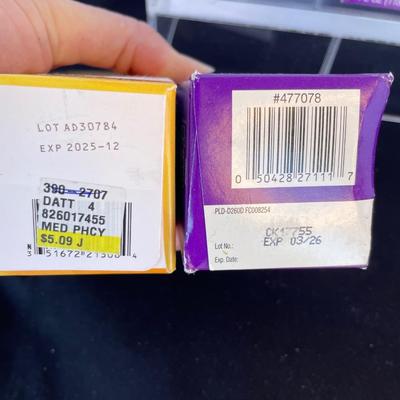 LOT AD30784
EXP 2025-12
390-2707
DATT 4
826017455
MED PHCY
$5.09 J
#477078
0 50428 27111 7
PLD-D260D FC008254
Lot No.:
EXP 03/26
Exp. Date: